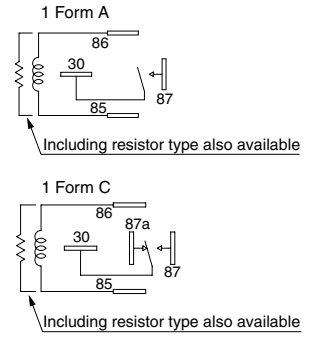 1 Form A
86
30
87
85
Including resistor type also available
1 Form C
86
87a
30
87
85
Including resistor type also available